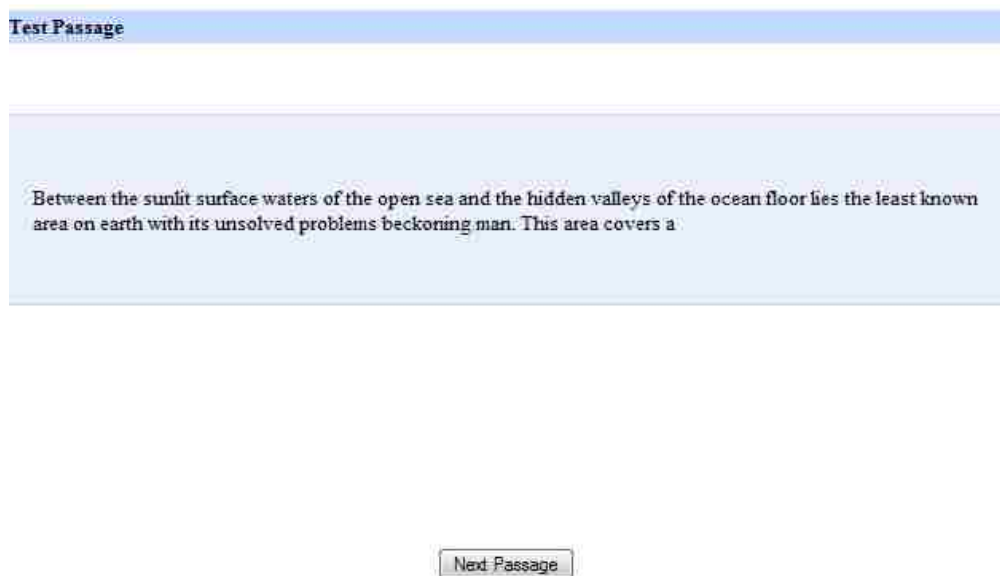 Test Passage
Between the sunlit surface waters of the open sea and the hidden valleys of the ocean floor lies the least known
area on earth with its unsolved problems beckoning man. This area covers a
Next Passage